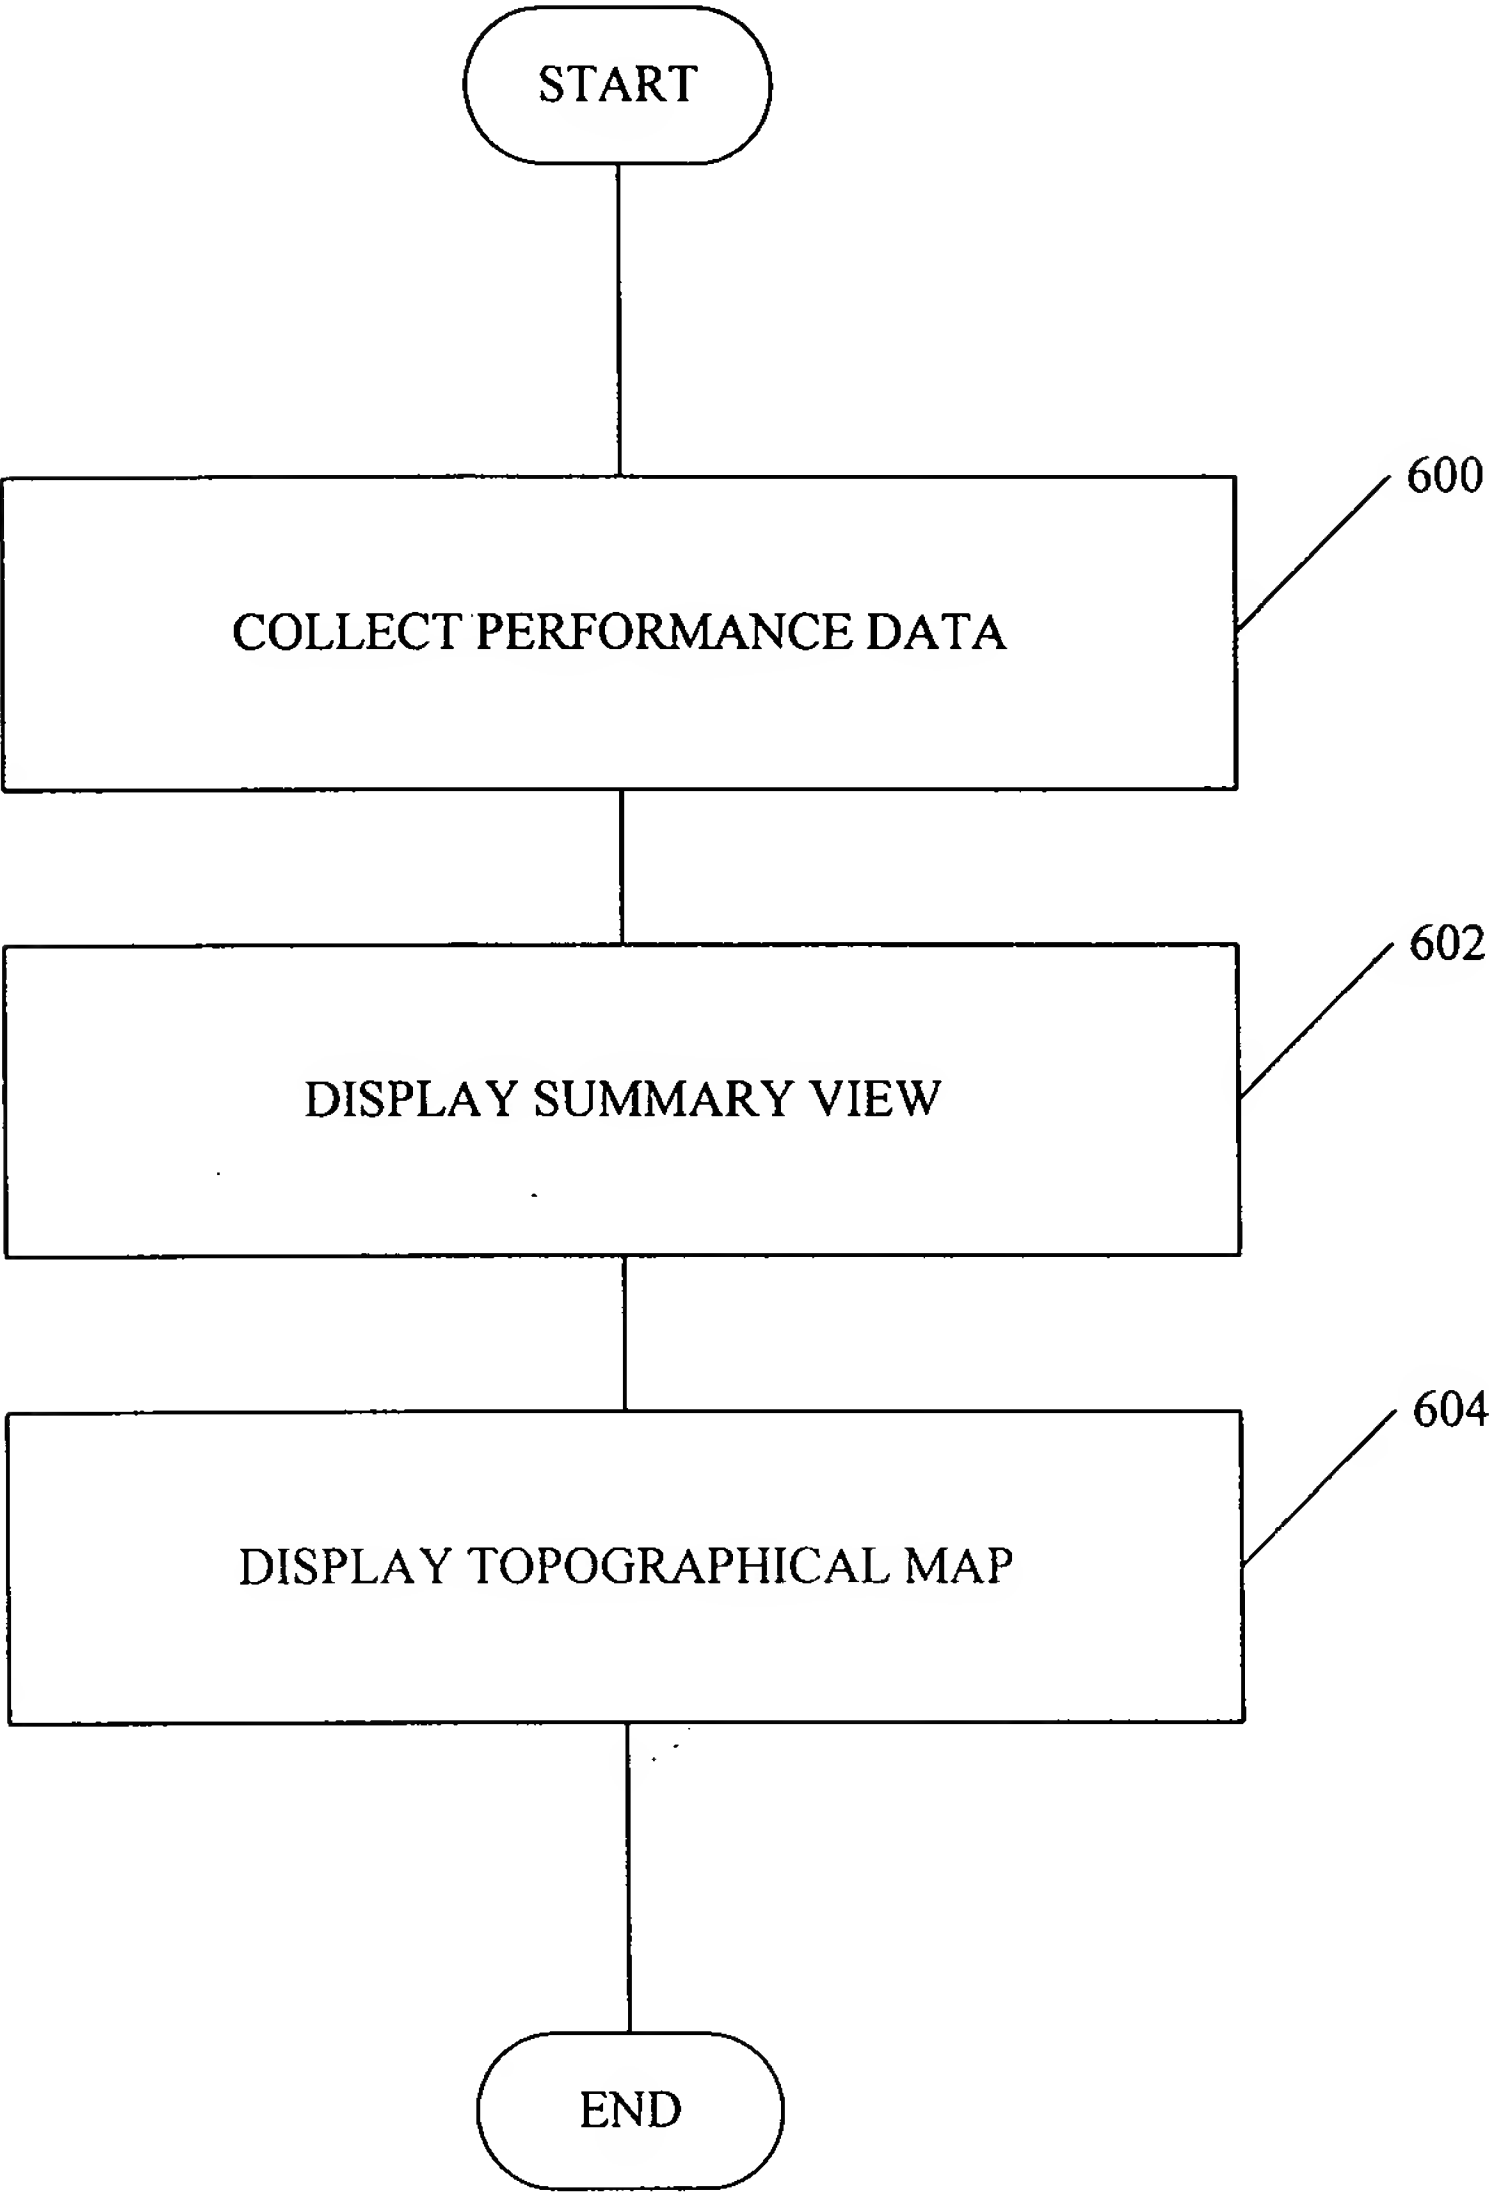 START
600
COLLECT PERFORMANCE DATA
602
DISPLAY SUMMARY VIEW
604
DISPLAY TOPOGRAPHICAL MAP
END